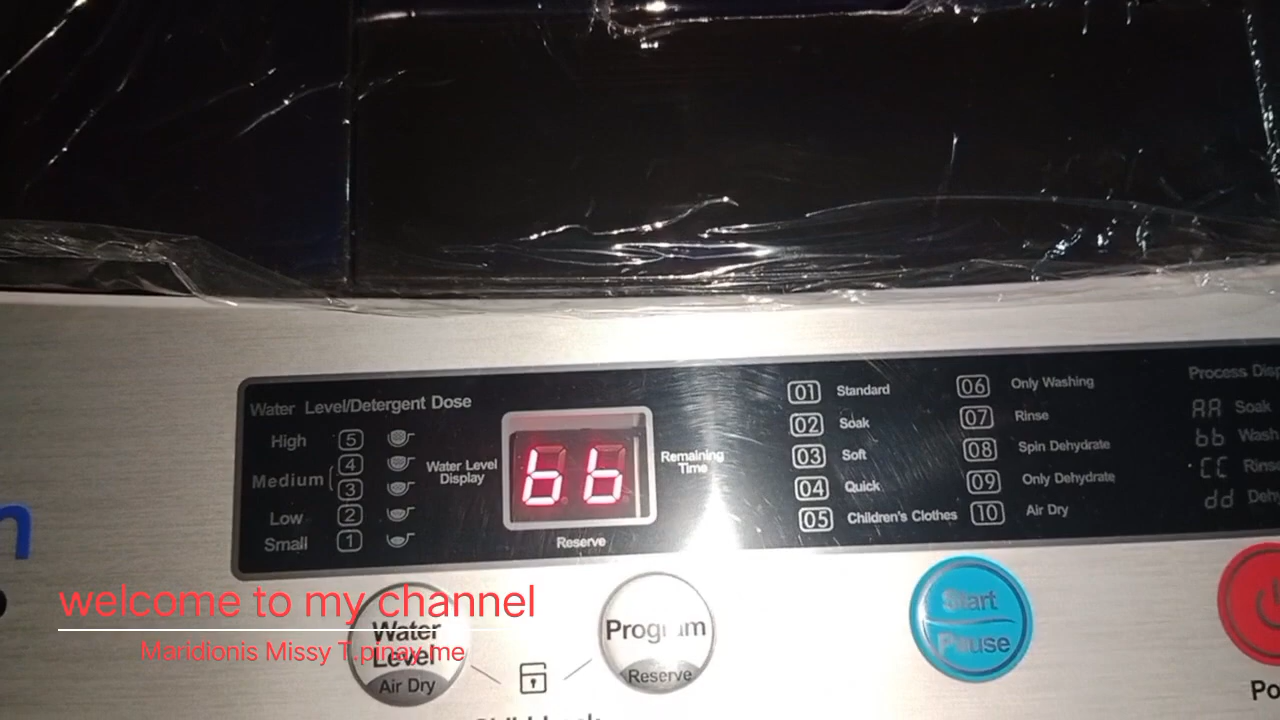 Water Level/Detergent Dose
High 5
Medium 4
3
Low 2
Small 1
Water Level
Display
bb
Remaining
Time
Reserve
01 Standard
02 Soak
03 Soft
04 Quick
05 Children's Clothes
06 Only Washing
07 Rinse
08 Spin Dehydrate
09 Only Dehydrate
10 Air Dry
Process
AA Soak
bb
CC
dd
Water
Level
Air Dry
Program
Reserve
Start
Pause
welcome to my channel
Maridionis Missy T.pinay.me